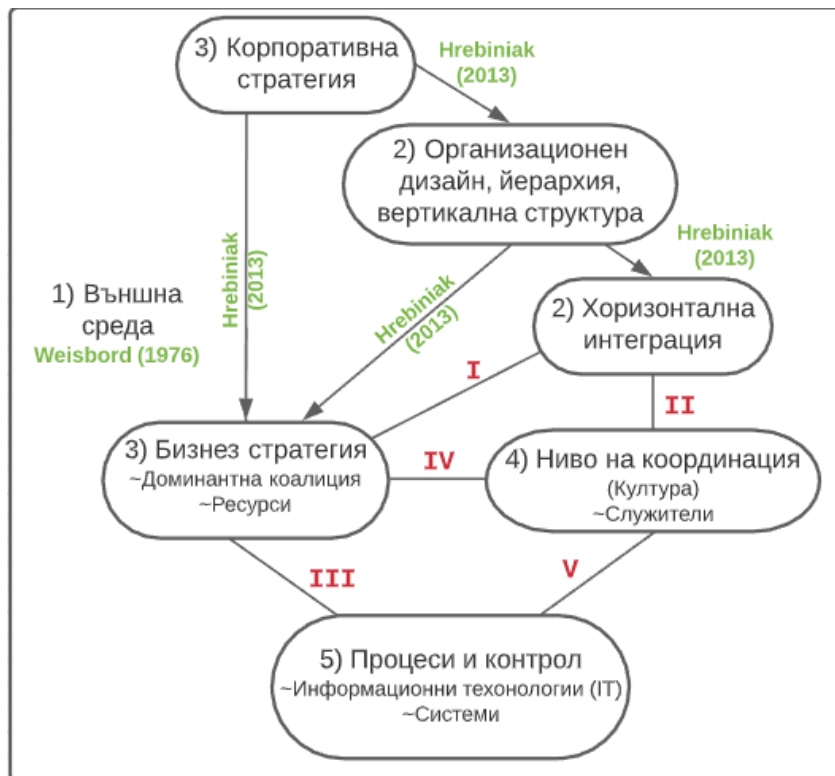 3) Корпоративна
стратегия
Hrebiniak
(2013)
2) Организационен
дизайн, йерархия,
вертикална структура
Hrebiniak
(2013)
Hrebiniak
(2013)
1) Външна
среда
Weisbord (1976)
Hrebiniak
(2013)
2) Хоризонтална
интеграция
I
II
3) Бизнез стратегия
~Доминантна коалиция
~Ресурси
IV
4) Ниво на координация
(Култура)
~Служители
III
V
5) Процеси и контрол
~Информационни техонологии (IT)
~Системи